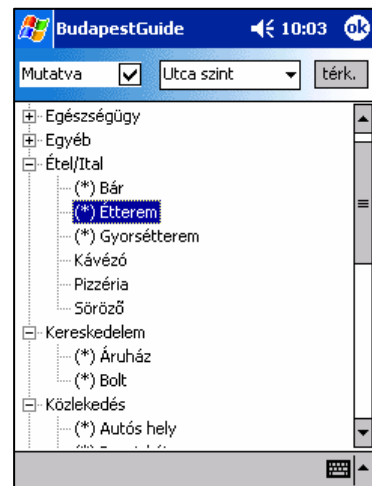 BudapestGuide 10:03 ok
Mutatva Utca szint térk.
Egészségügy
Egyéb
Étel/Ital
(*) Bár
(*) Étterem
(*) Gyorsétterem
Kávézó
Pizzéria
Söröző
Kereskedelem
(*) Áruház
(*) Bolt
Közlekedés
(*) Autós hely